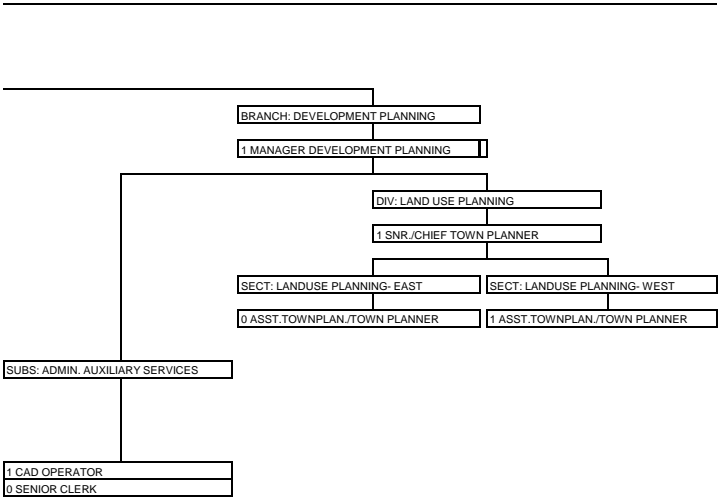 BRANCH: DEVELOPMENT PLANNING
1 MANAGER DEVELOPMENT PLANNING
DIV: LAND USE PLANNING
1 SNR./CHIEF TOWN PLANNER
SECT: LANDUSE PLANNING- EAST
SECT: LANDUSE PLANNING- WEST
0 ASST.TOWNPLAN./TOWN PLANNER
1 ASST.TOWNPLAN./TOWN PLANNER
SUBS: ADMIN. AUXILIARY SERVICES
1 CAD OPERATOR
0 SENIOR CLERK